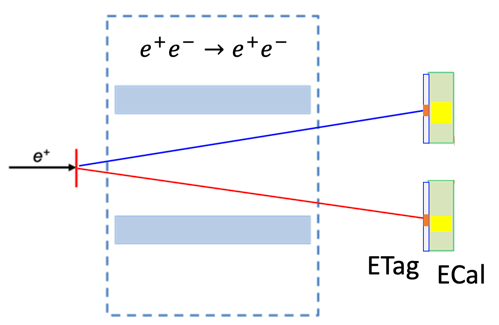 e⁺e⁻ → e⁺e⁻
e⁺
ETag
ECal